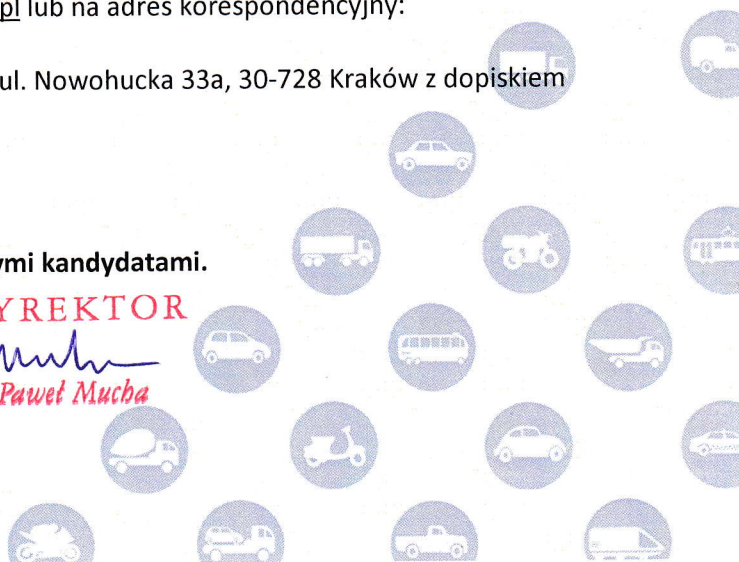 pl lub na adres korespondencyjny:
ul. Nowohucka 33a, 30-728 Kraków z dopiskiem
ymi kandydatami.
YREKTOR
Paweł Mucha